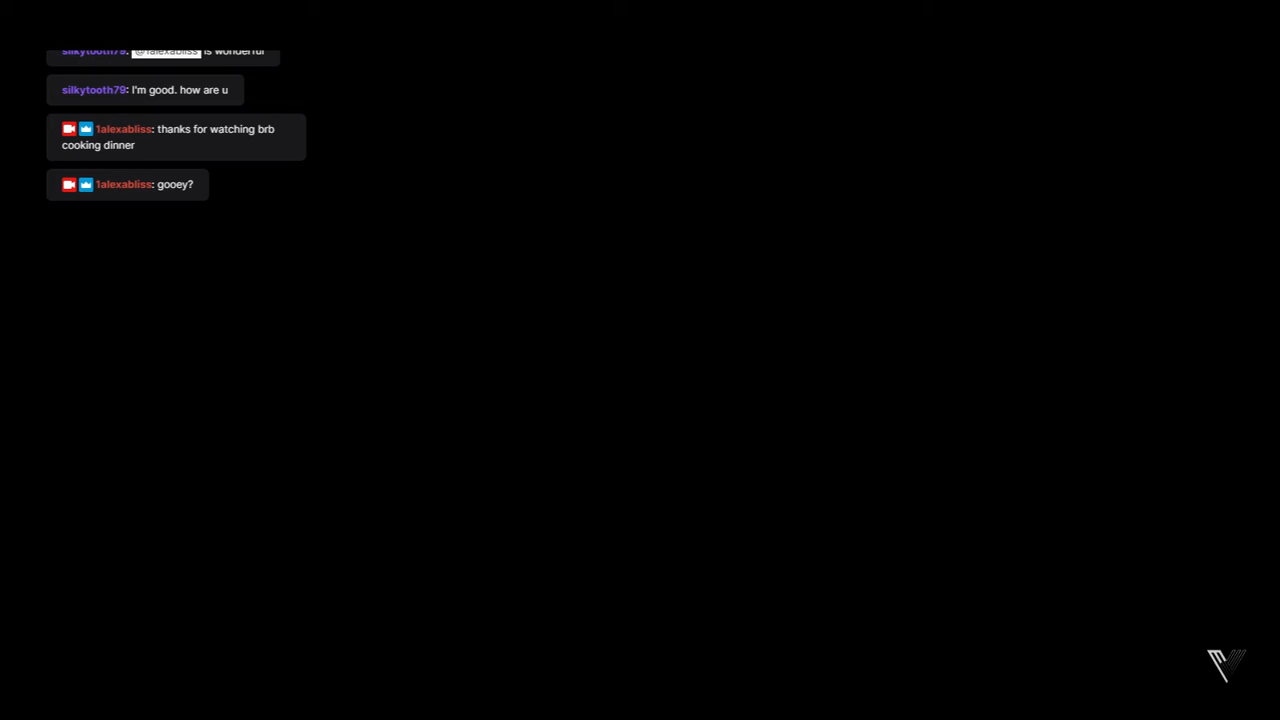 silkytooth79: @1alexabliss is wonderful
silkytooth79: I'm good. how are u
1alexabliss: thanks for watching brb
cooking dinner
1alexabliss: gooey?